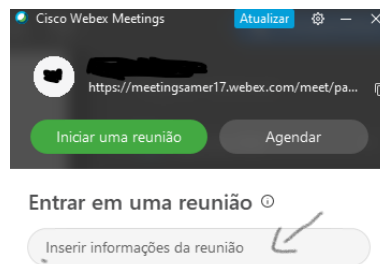 Cisco Webex Meetings
Atualizar
https://meetingsamer17.webex.com/meet/pa...
Iniciar uma reunião
Agendar
Entrar em uma reunião
Inserir informações da reunião